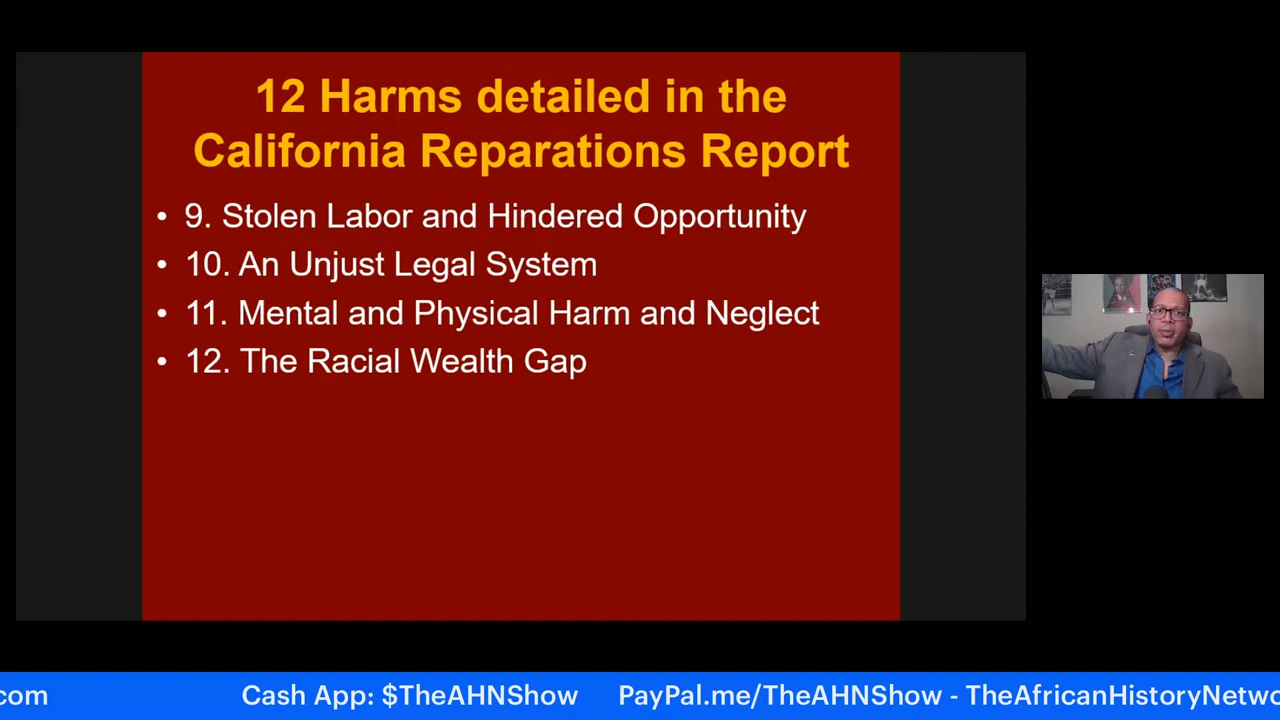 12 Harms detailed in the
California Reparations Report
• 9. Stolen Labor and Hindered Opportunity
• 10. An Unjust Legal System
• 11. Mental and Physical Harm and Neglect
• 12. The Racial Wealth Gap
.com Cash App: $TheAHNShow PayPal.me/TheAHNShow - TheAfricanHistoryNetwo